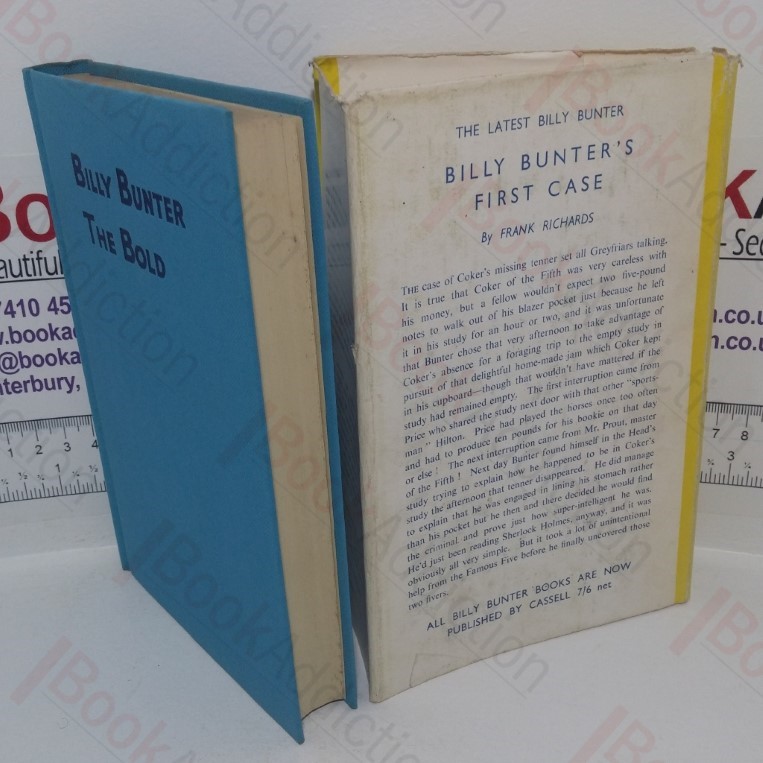 BILLY BUNTER
THE BOLD
THE LATEST BILLY BUNTER
BILLY BUNTER'S
FIRST CASE
By FRANK RICHARDS
THE case of Coker's missing tenner set all Greyfriars talking.
It is true that Coker of the Fifth was very careless with
his money, but a fellow wouldn't expect two five-pound
notes to walk out of his blazer pocket just because he left
it in his study for an hour or two, and it was unfortunate
that Bunter chose that very afternoon to take advantage of
Coker's absence for a foraging trip to the empty study in
pursuit of that delightful home-made jam which Coker kept
in his cupboard—though that wouldn't have mattered if the
study had remained empty. The first interruption came from
Price who shared the study next door with that other "sports-
man" Hilton. Price had played the horses once too often
and had to produce ten pounds for his bookie on that day
or else! The next interruption came from Mr. Prout, master
of the Fifth! Next day Bunter found himself in the Head's
study trying to explain how he happened to be in Coker's
study the afternoon that tenner disappeared. He did manage
to explain that he was engaged in lining his stomach rather
than his pocket but he then and there decided he would find
the criminal and prove just how super-intelligent he was.
He'd just been reading Sherlock Holmes, anyway, and it was
obviously all very simple. But it took a lot of unintentional
help from the Famous Five before he finally uncovered those
two fivers.
ALL BILLY BUNTER BOOKS ARE NOW
PUBLISHED BY CASSELL 7/6 net
BookAddiction